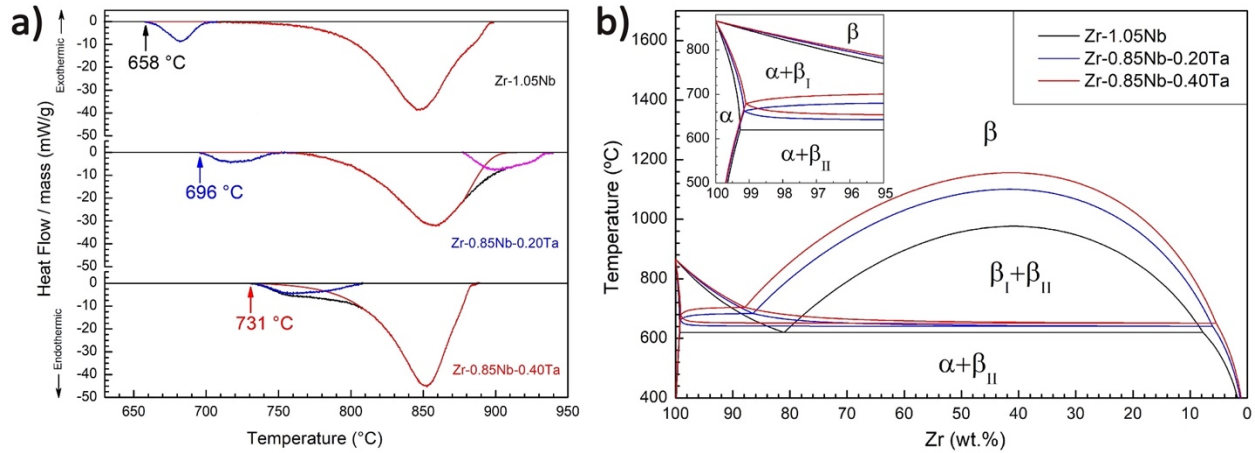 a)
Heat Flow / mass (mW/g)
Exothermic
Endothermic
0
-10
-20
-30
-40
-50
658 °C
Zr-1.05Nb
0
-10
-20
-30
-40
-50
696 °C
Zr-0.85Nb-0.20Ta
0
-10
-20
-30
-40
-50
731 °C
Zr-0.85Nb-0.40Ta
650 700 750 800 850 900 950
Temperature (°C)
b)
Temperature (ºC)
1600
1400
1200
1000
800
600
400
Zr-1.05Nb
Zr-0.85Nb-0.20Ta
Zr-0.85Nb-0.40Ta
800
700
600
500
β
α+βI
α
α+βII
100 99 98 97 96 95
β
βI+βII
α+βII
100 90 80 70 60 50 40 30 20 10 0
Zr (wt.%)